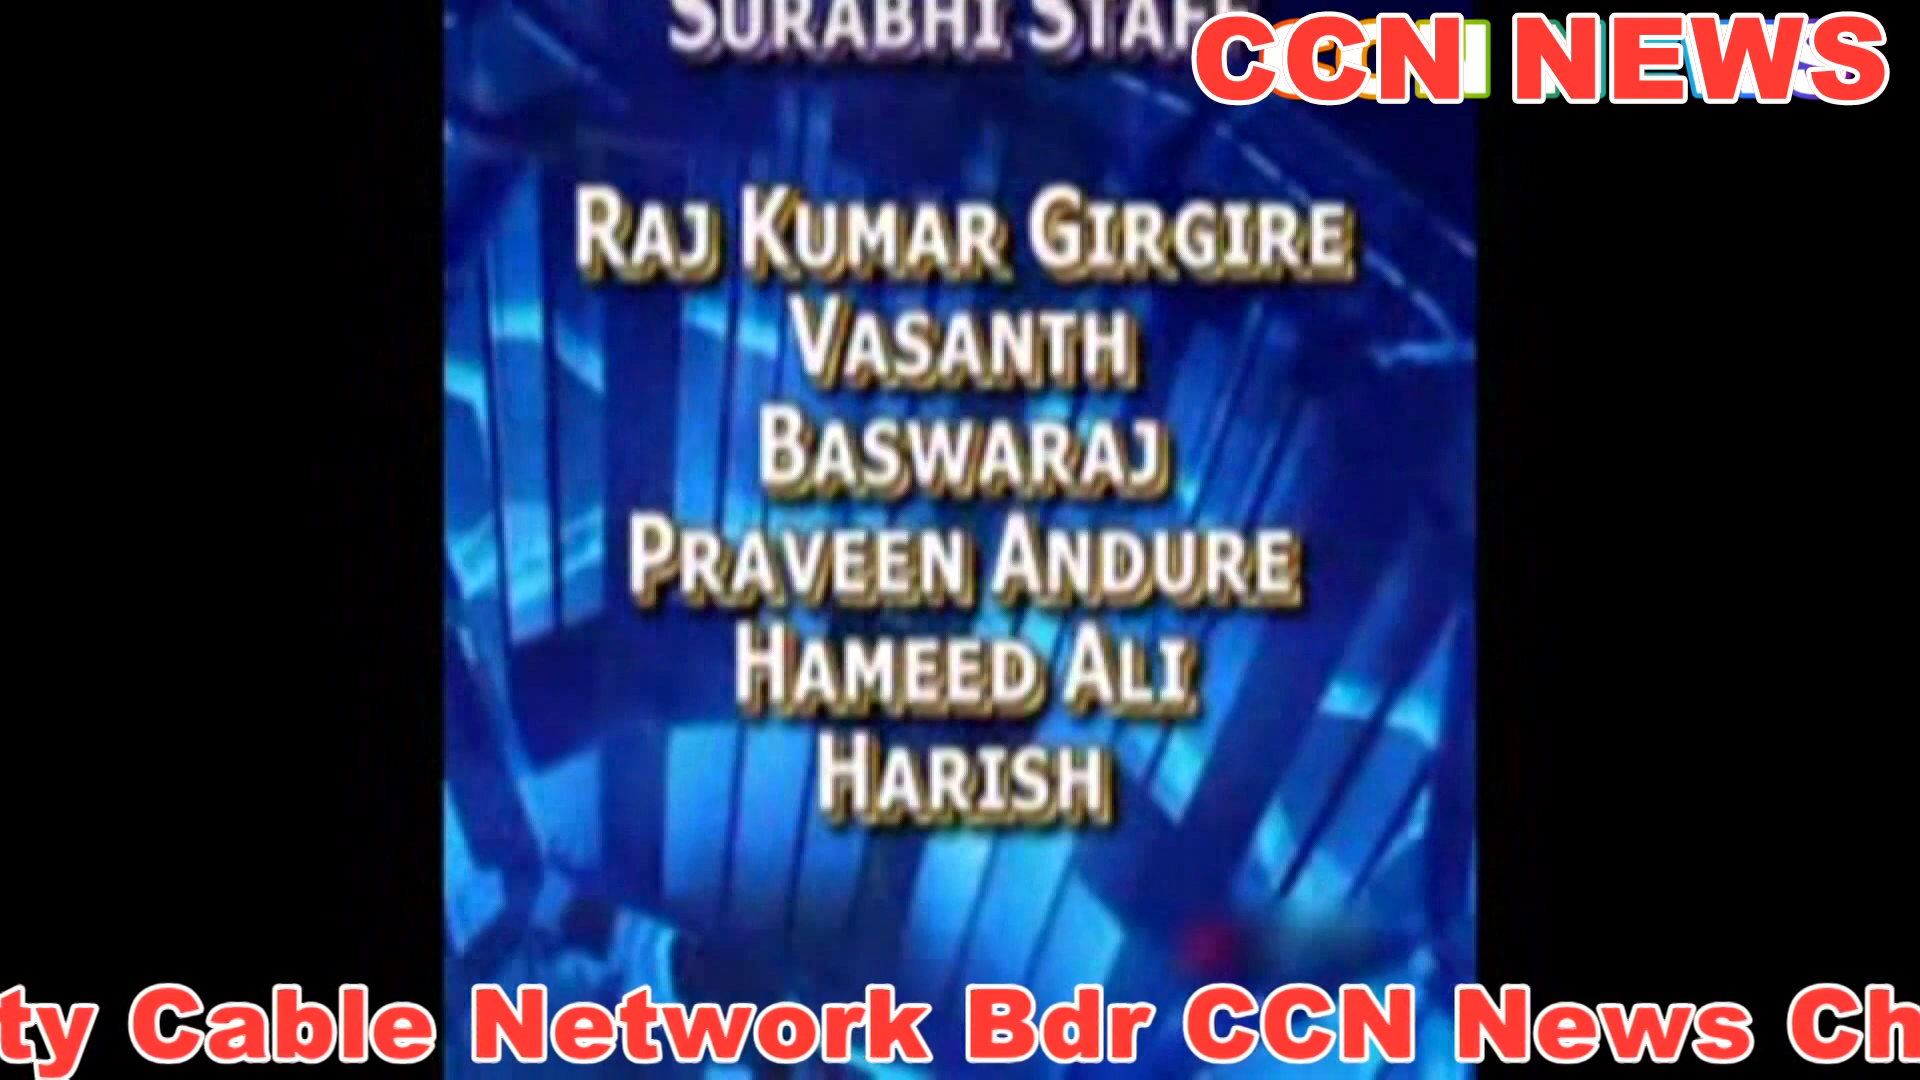 SURABHI STAFF
CCN NEWS
RAJ KUMAR GIRGIRE
VASANTH
BASWARAJ
PRAVEEN ANDURE
HAMEED ALI
HARISH
ty Cable Network Bdr CCN News Ch